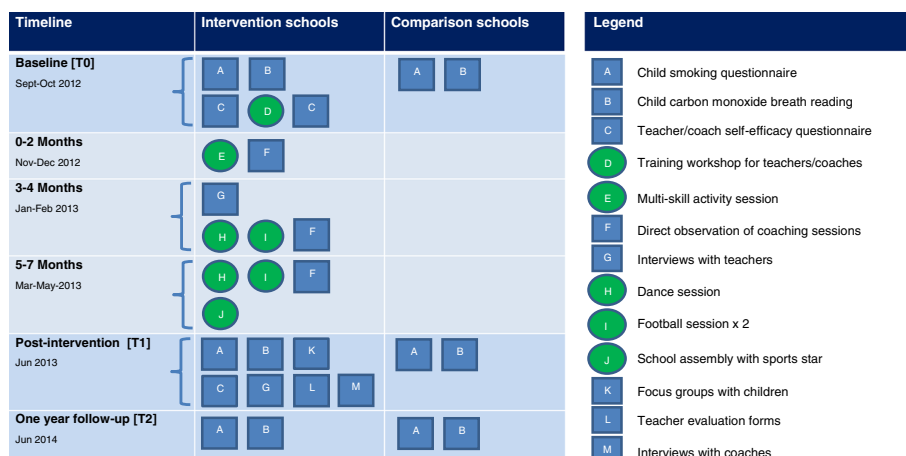 Timeline Intervention schools Comparison schools Legend
Baseline [T0]
Sept-Oct 2012
A B A B
C D C
0-2 Months
Nov-Dec 2012
E F
3-4 Months
Jan-Feb 2013
G
H I F
5-7 Months
Mar-May-2013
H I F
J
Post-intervention [T1]
Jun 2013
A B K A B
C G L M
One year follow-up [T2]
Jun 2014
A B A B
A Child smoking questionnaire
B Child carbon monoxide breath reading
C Teacher/coach self-efficacy questionnaire
D Training workshop for teachers/coaches
E Multi-skill activity session
F Direct observation of coaching sessions
G Interviews with teachers
H Dance session
I Football session x 2
J School assembly with sports star
K Focus groups with children
L Teacher evaluation forms
M Interviews with coaches